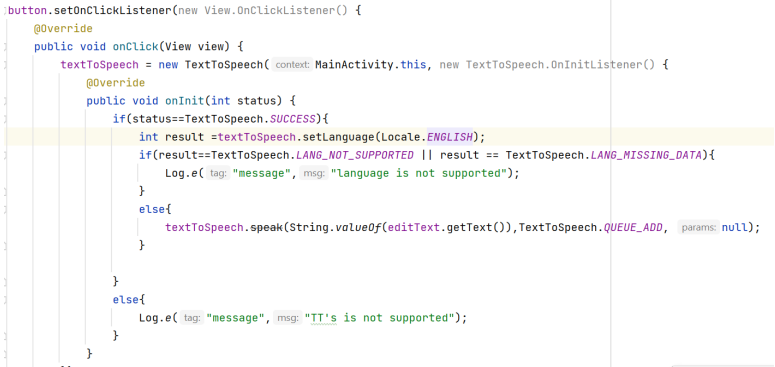 button.setOnClickListener(new View.OnClickListener() {
@Override
public void onClick(View view) {
textToSpeech = new TextToSpeech( context: MainActivity.this, new TextToSpeech.OnInitListener() {
@Override
public void onInit(int status) {
if(status==TextToSpeech.SUCCESS){
int result =textToSpeech.setLanguage(Locale.ENGLISH);
if(result==TextToSpeech.LANG_NOT_SUPPORTED || result == TextToSpeech.LANG_MISSING_DATA){
Log.e( tag: "message", msg: "language is not supported");
}
else{
textToSpeech.speak(String.valueOf(editText.getText()),TextToSpeech.QUEUE_ADD, params: null);
}
}
else{
Log.e( tag: "message", msg: "TT's is not supported");
}
}